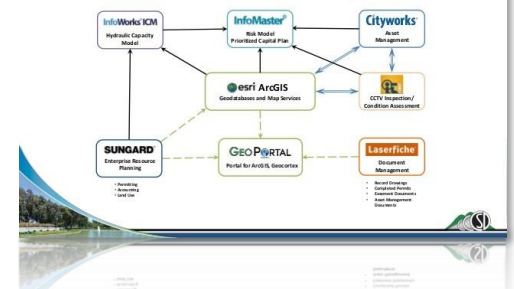 InfoWorks ICM
Hydraulic Capacity
Model
InfoMaster®
Risk Model
Prioritized Capital Plan
Cityworks®
Asset
Management
esri ArcGIS
Geodatabases and Map Services
CCTV Inspection/
Condition Assessment
SUNGARD®
Enterprise Resource
Planning
• Permitting
• Accounting
• Land Use
GEOPORTAL
Portal for ArcGIS, Geocortex
Laserfiche®
Document
Management
• Record Drawings
• Completed Permits
• Easement Documents
• Asset Management
Documents